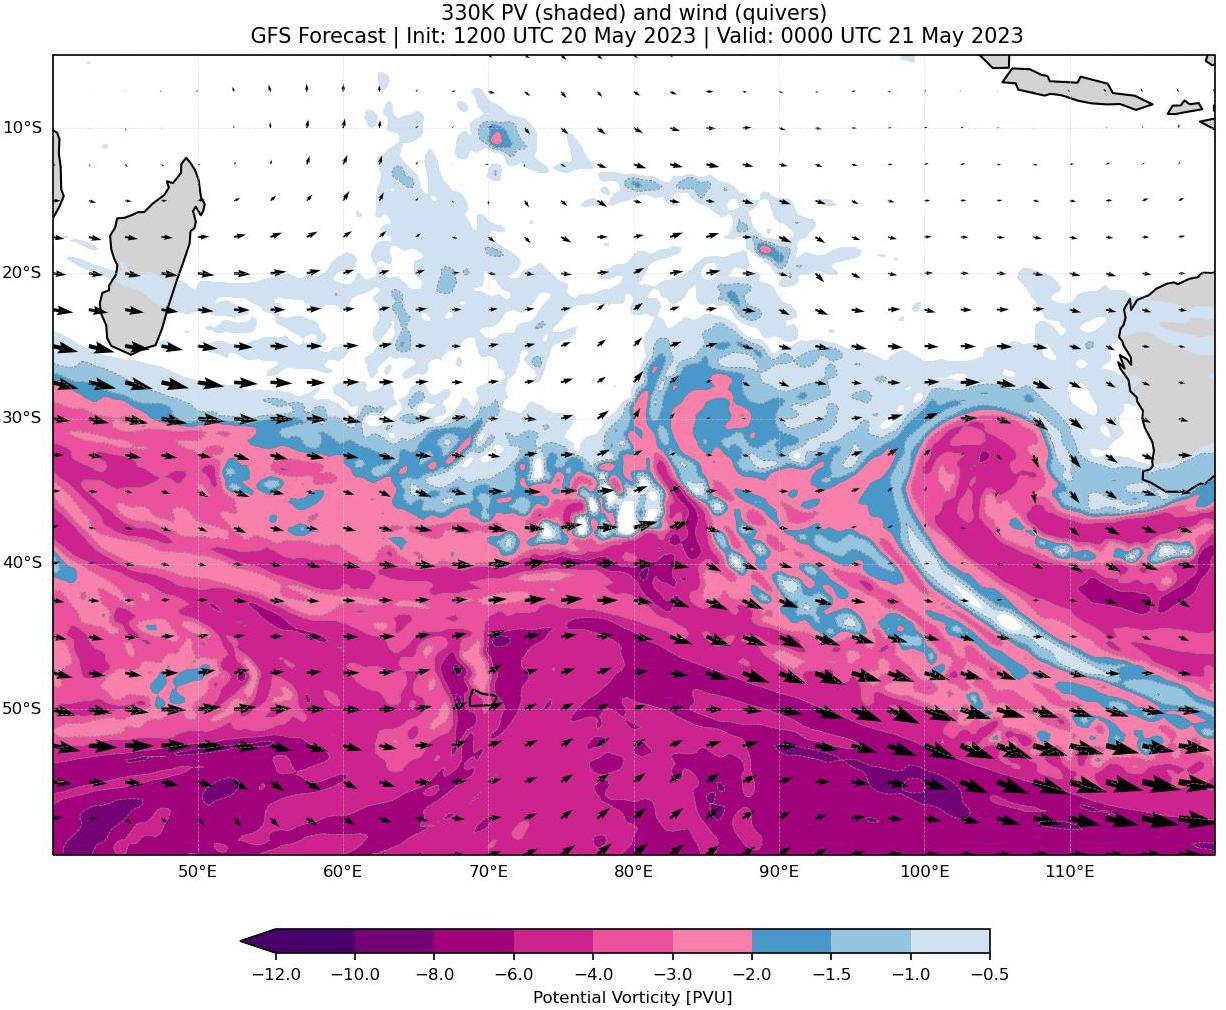 330K PV (shaded) and wind (quivers)
GFS Forecast | Init: 1200 UTC 20 May 2023 | Valid: 0000 UTC 21 May 2023
10°S
20°S
30°S
40°S
50°S
50°E 60°E 70°E 80°E 90°E 100°E 110°E
−12.0 −10.0 −8.0 −6.0 −4.0 −3.0 −2.0 −1.5 −1.0 −0.5
Potential Vorticity [PVU]